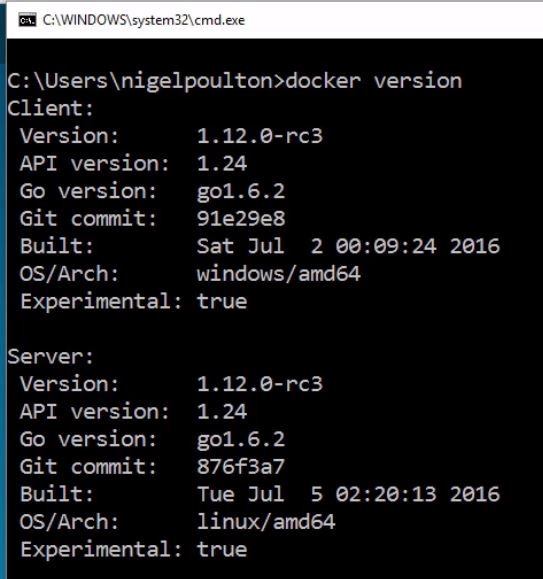 C:\WINDOWS\system32\cmd.exe
C:\Users\nigelpoulton>docker version
Client:
 Version:      1.12.0-rc3
 API version:  1.24
 Go version:   go1.6.2
 Git commit:   91e29e8
 Built:        Sat Jul  2 00:09:24 2016
 OS/Arch:      windows/amd64
 Experimental: true

Server:
 Version:      1.12.0-rc3
 API version:  1.24
 Go version:   go1.6.2
 Git commit:   876f3a7
 Built:        Tue Jul  5 02:20:13 2016
 OS/Arch:      linux/amd64
 Experimental: true